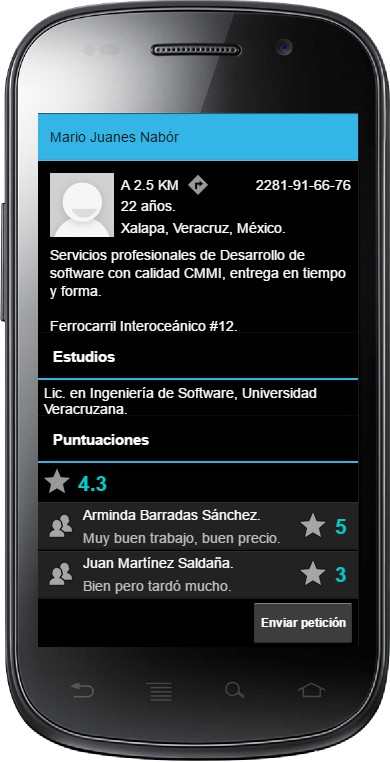 Mario Juanes Nabór
A 2.5 KM 2281-91-66-76
22 años.
Xalapa, Veracruz, México.
Servicios profesionales de Desarrollo de
software con calidad CMMI, entrega en tiempo
y forma.
Ferrocarril Interoceánico #12.
Estudios
Lic. en Ingeniería de Software, Universidad
Veracruzana.
Puntuaciones
4.3
Arminda Barradas Sánchez.
Muy buen trabajo, buen precio.
5
Juan Martínez Saldaña.
Bien pero tardó mucho.
3
Enviar petición